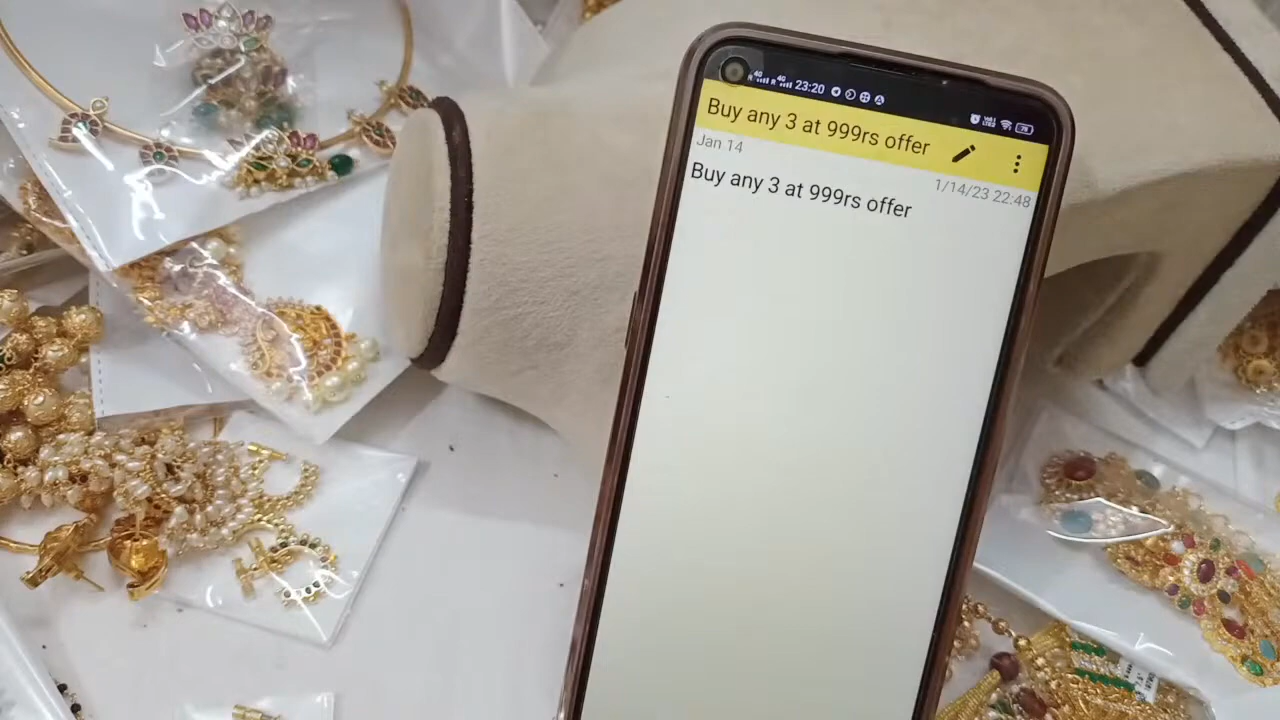 23:20
Buy any 3 at 999rs offer
Jan 14
1/14/23 22:48
Buy any 3 at 999rs offer